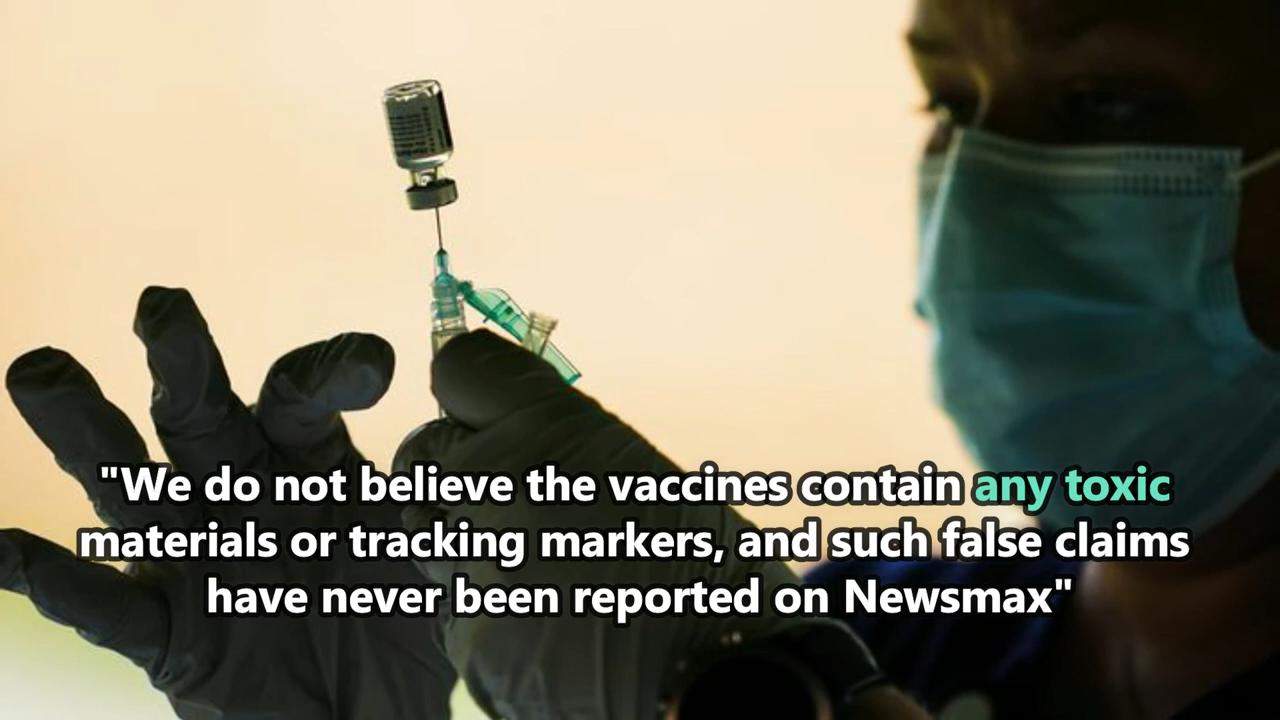 "We do not believe the vaccines contain any toxic
materials or tracking markers, and such false claims
have never been reported on Newsmax"